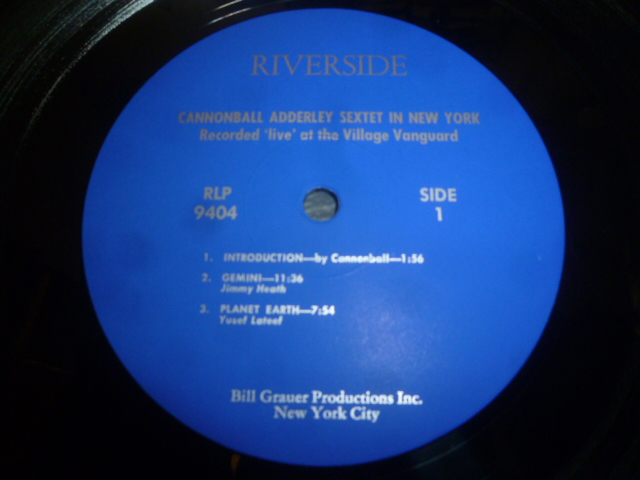 RIVERSIDE
CANNONBALL ADDERLEY SEXTET IN NEW YORK
Recorded 'live' at the Village Vanguard
RLP
9404
SIDE
1
1. INTRODUCTION—by Cannonball—1:56
2. GEMINI—11:36
Jimmy Heath
3. PLANET EARTH—7:54
Yusef Lateef
Bill Grauer Productions Inc.
New York City